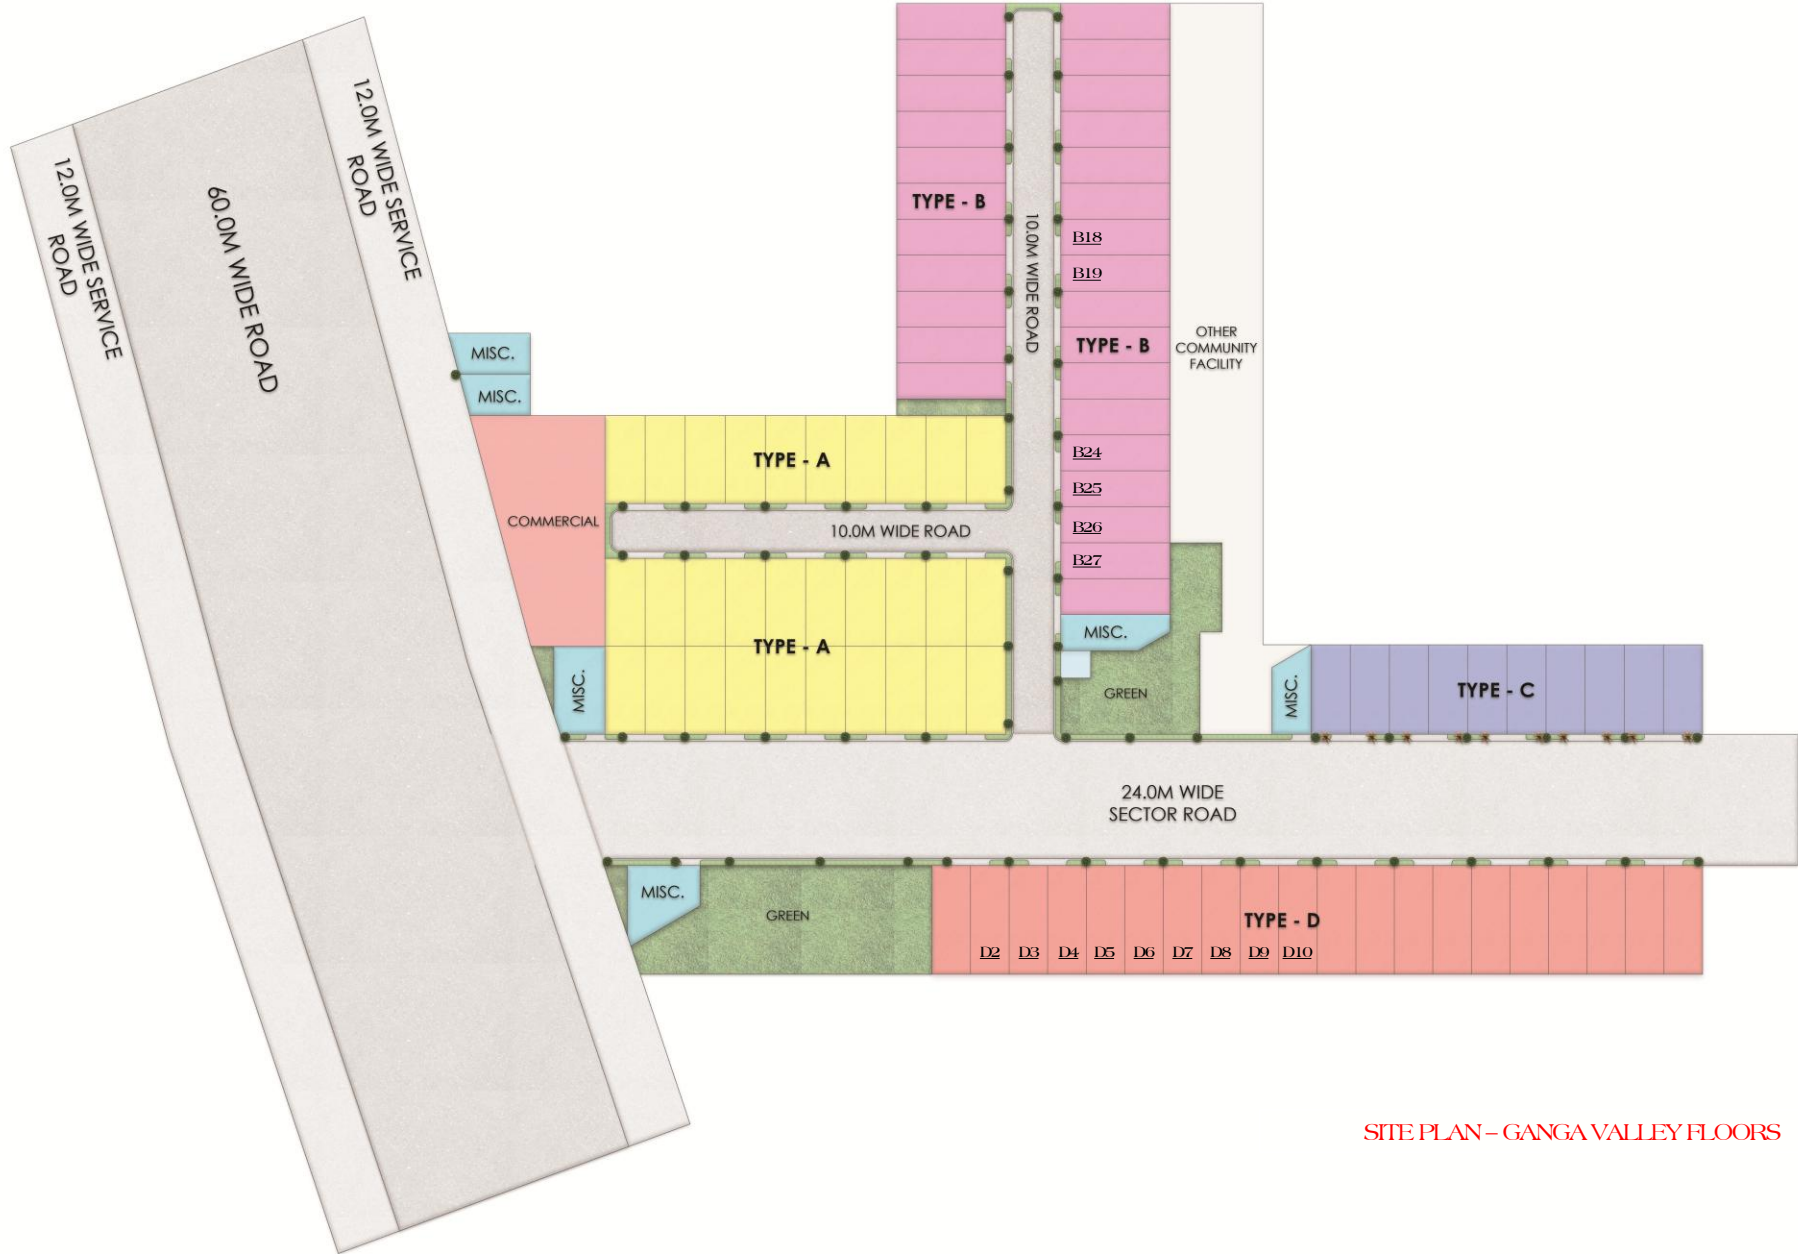 12.0M WIDE SERVICE
ROAD
60.0M WIDE ROAD
12.0M WIDE SERVICE
ROAD
TYPE - B
10.0M WIDE ROAD
B18
B19
TYPE - B
B24
B25
B26
B27
OTHER
COMMUNITY
FACILITY
MISC.
MISC.
COMMERCIAL
TYPE - A
10.0M WIDE ROAD
TYPE - A
MISC.
MISC.
GREEN
MISC.
TYPE - C
24.0M WIDE
SECTOR ROAD
MISC.
GREEN
TYPE - D
D2 D3 D4 D5 D6 D7 D8 D9 D10
SITE PLAN – GANGA VALLEY FLOORS